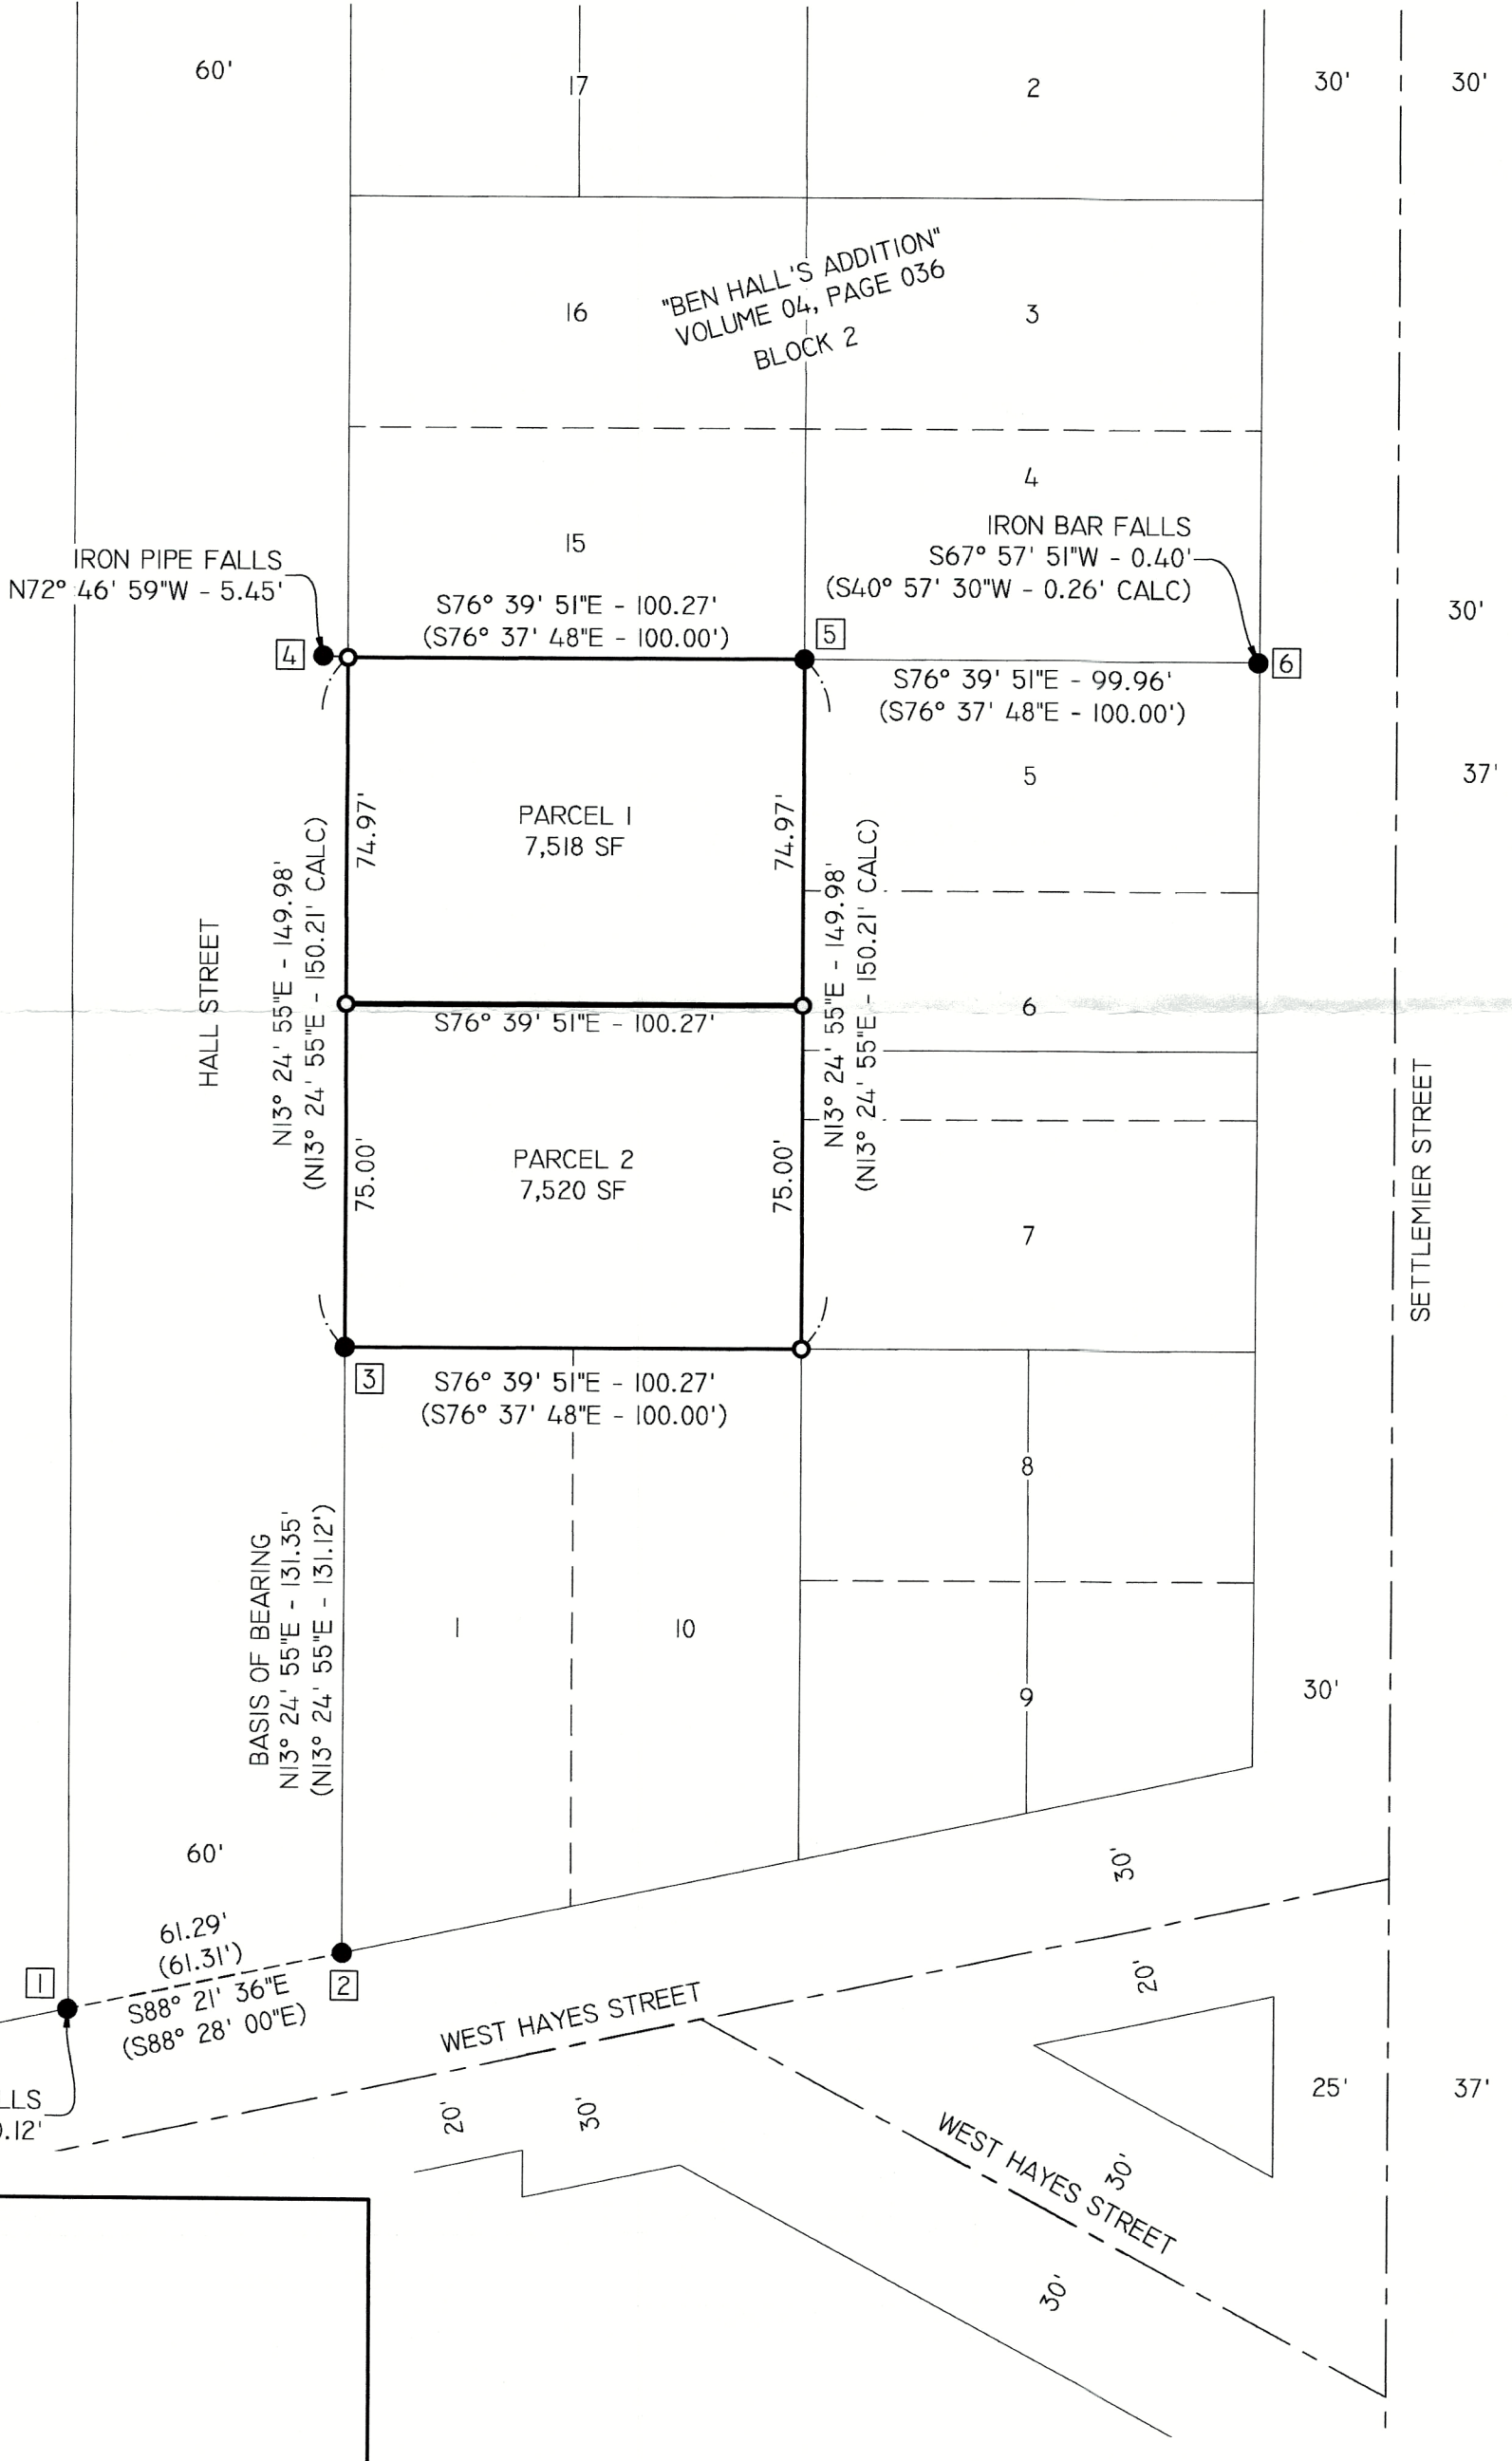 60'
17
2
30'
30'
"BEN HALL'S ADDITION"
VOLUME 04, PAGE 036
BLOCK 2
16
3
4
15
IRON PIPE FALLS
N72° 46' 59"W - 5.45'
IRON BAR FALLS
S67° 57' 51"W - 0.40'
(S40° 57' 30"W - 0.26' CALC)
S76° 39' 51"E - 100.27'
(S76° 37' 48"E - 100.00')
30'
4
5
6
S76° 39' 51"E - 99.96'
(S76° 37' 48"E - 100.00')
5
37'
PARCEL 1
7,518 SF
74.97'
74.97'
HALL STREET
N13° 24' 55"E - 149.98'
(N13° 24' 55"E - 150.21' CALC)
N13° 24' 55"E - 149.98'
(N13° 24' 55"E - 150.21' CALC)
6
S76° 39' 51"E - 100.27'
PARCEL 2
7,520 SF
75.00'
75.00'
7
SETTLEMIER STREET
3
S76° 39' 51"E - 100.27'
(S76° 37' 48"E - 100.00')
8
BASIS OF BEARING
N13° 24' 55"E - 131.35'
(N13° 24' 55"E - 131.12')
1
10
9
30'
60'
30'
61.29'
(61.31')
S88° 21' 36"E
(S88° 28' 00"E)
1
2
WEST HAYES STREET
20'
LLS
.12'
20'
30'
25'
37'
WEST HAYES STREET
30'
30'